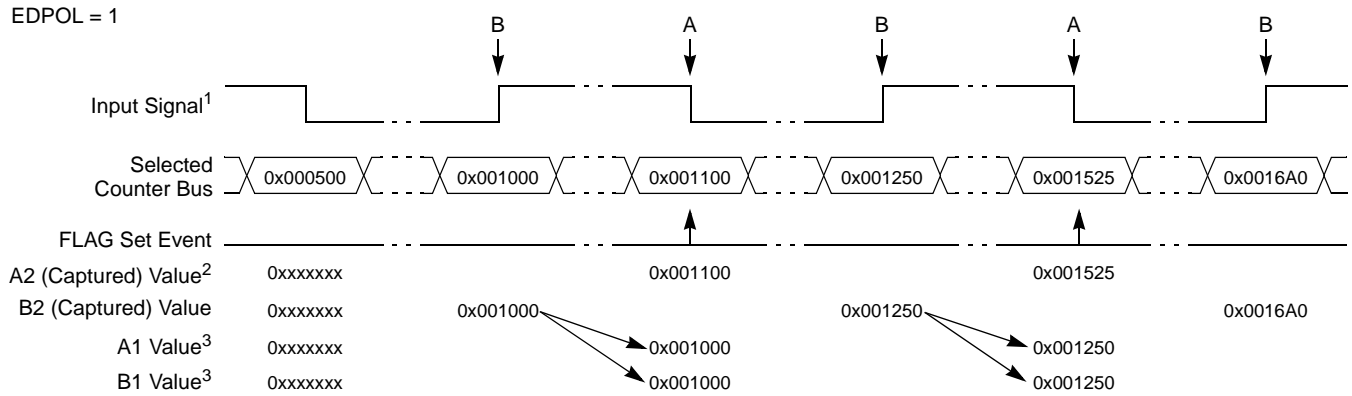 EDPOL = 1
B A B A B
Input Signal1
Selected
Counter Bus
0x000500 0x001000 0x001100 0x001250 0x001525 0x0016A0
FLAG Set Event
A2 (Captured) Value2 0xxxxxxx 0x001100 0x001525
B2 (Captured) Value 0xxxxxxx 0x001000 0x001250 0x0016A0
A1 Value3 0xxxxxxx 0x001000 0x001250
B1 Value3 0xxxxxxx 0x001000 0x001250